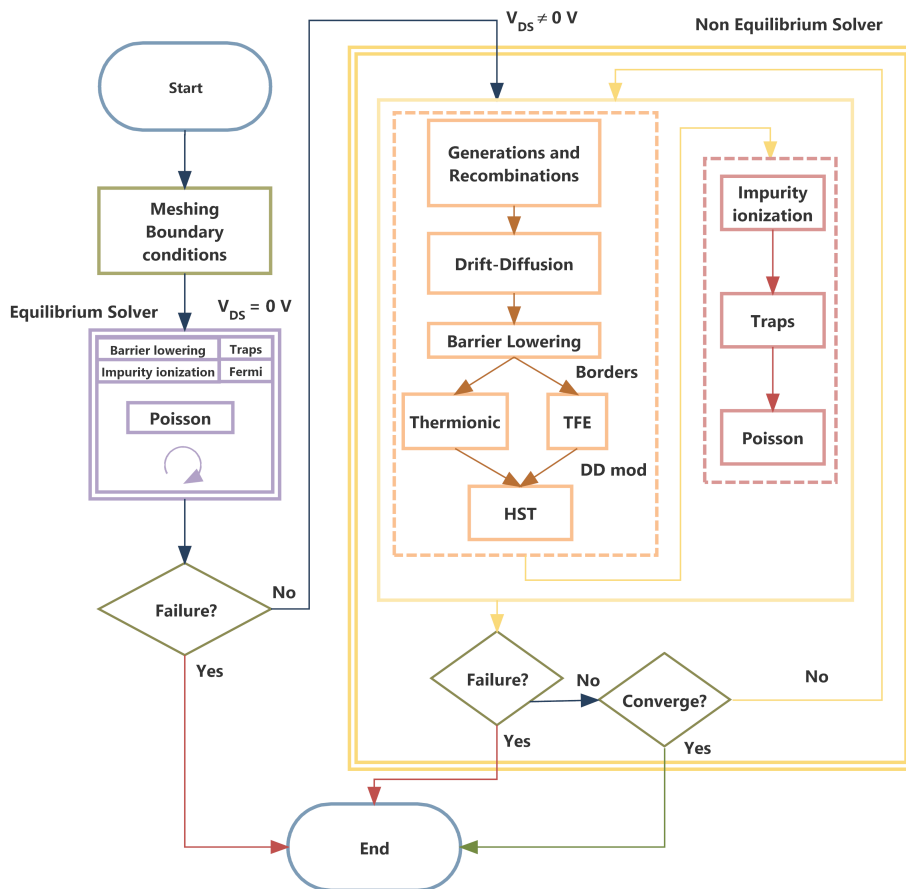 Start
Meshing
Boundary
conditions
Equilibrium Solver
V_DS = 0 V
Barrier lowering
Traps
Impurity ionization
Fermi
Poisson
Failure?
No
Yes
V_DS ≠ 0 V
Non Equilibrium Solver
Generations and
Recombinations
Drift-Diffusion
Barrier Lowering
Borders
Thermionic
TFE
DD mod
HST
Impurity
ionization
Traps
Poisson
Failure?
No
Yes
Converge?
No
Yes
End